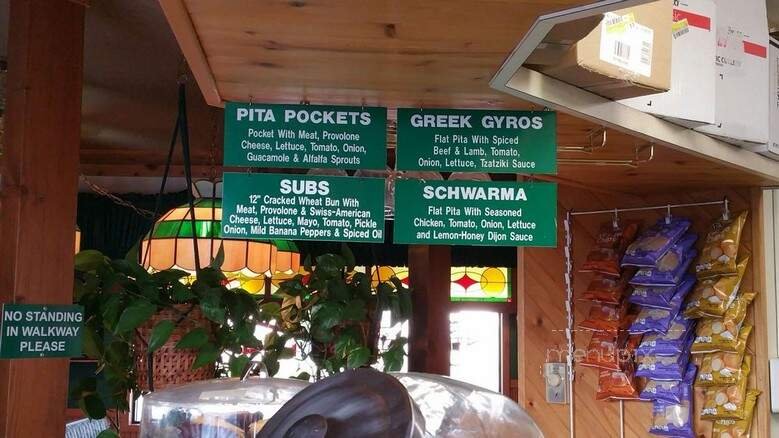 PITA POCKETS
Pocket With Meat, Provolone
Cheese, Lettuce, Tomato, Onion,
Guacamole & Alfalfa Sprouts
GREEK GYROS
Flat Pita With Spiced
Beef & Lamb, Tomato,
Onion, Lettuce, Tzatziki Sauce
SUBS
12" Cracked Wheat Bun With
Meat, Provolone & Swiss-American
Cheese, Lettuce, Mayo, Tomato, Pickle
Onion, Mild Banana Peppers & Spiced Oil
SCHWARMA
Flat Pita With Seasoned
Chicken, Tomato, Onion, Lettuce
and Lemon-Honey Dijon Sauce
NO STANDING
IN WALKWAY
PLEASE